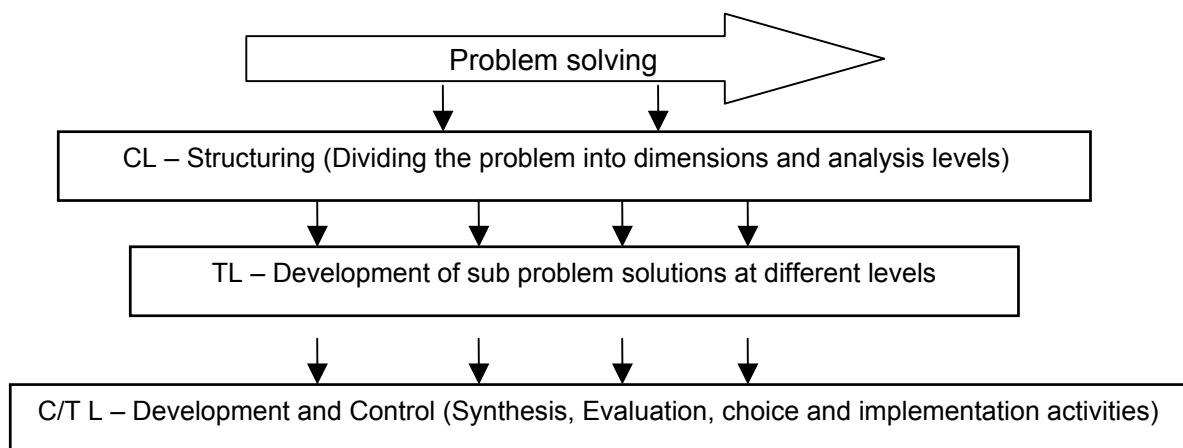 Problem solving
CL – Structuring (Dividing the problem into dimensions and analysis levels)
TL – Development of sub problem solutions at different levels
C/T L – Development and Control (Synthesis, Evaluation, choice and implementation activities)